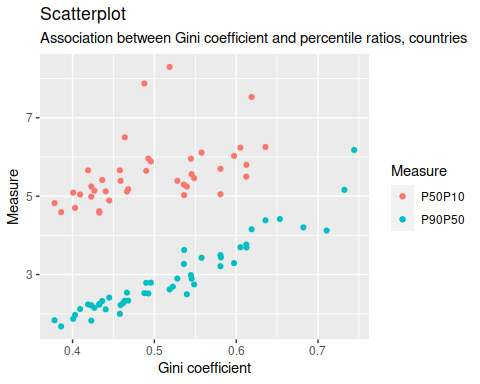 Scatterplot
Association between Gini coefficient and percentile ratios, countries
7
5
3
Measure
0.4 0.5 0.6 0.7
Gini coefficient
Measure
P50P10
P90P50